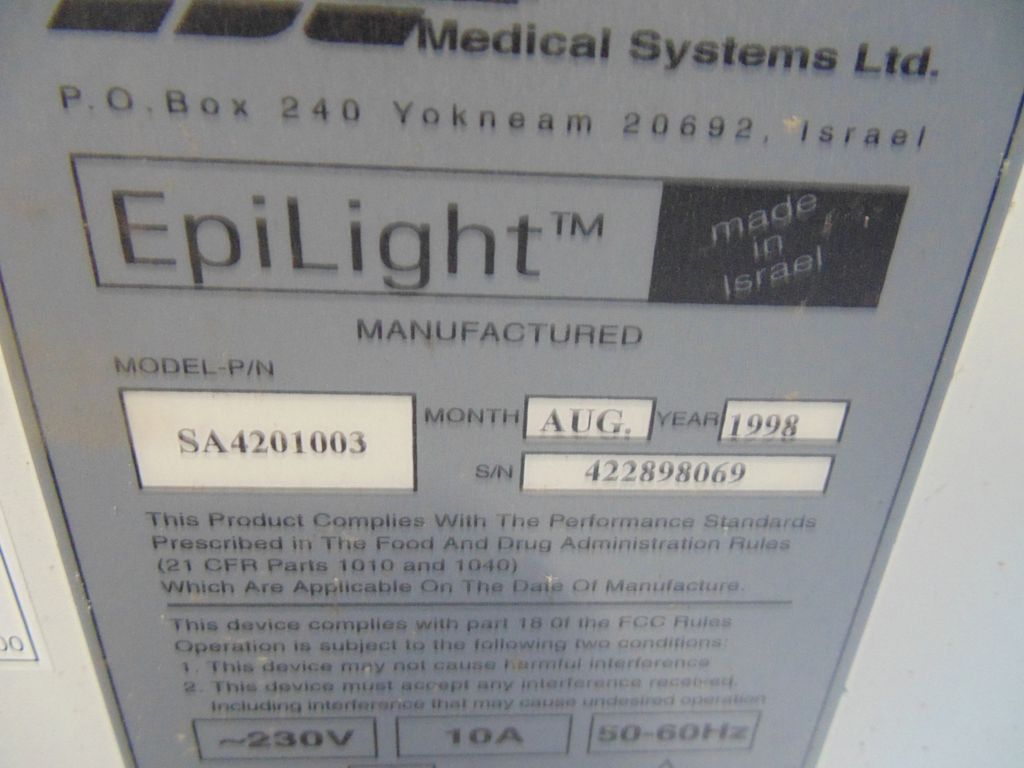 Medical Systems Ltd.
P.O.Box 240 Yokneam 20692, Israel
EpiLight™
made
in
Israel
MANUFACTURED
MODEL-P/N
SA4201003
MONTH AUG. YEAR 1998
S/N 422898069
This Product Complies With The Performance Standards
Prescribed in The Food And Drug Administration Rules
(21 CFR Parts 1010 and 1040)
Which Are Applicable On The Date Of Manufacture.
This device complies with part 18 of the FCC Rules
Operation is subject to the following two conditions:
1. This device may not cause harmful interference
2. This device must accept any interference received,
Including interference that may cause undesired operation
~230V 10A 50-60Hz